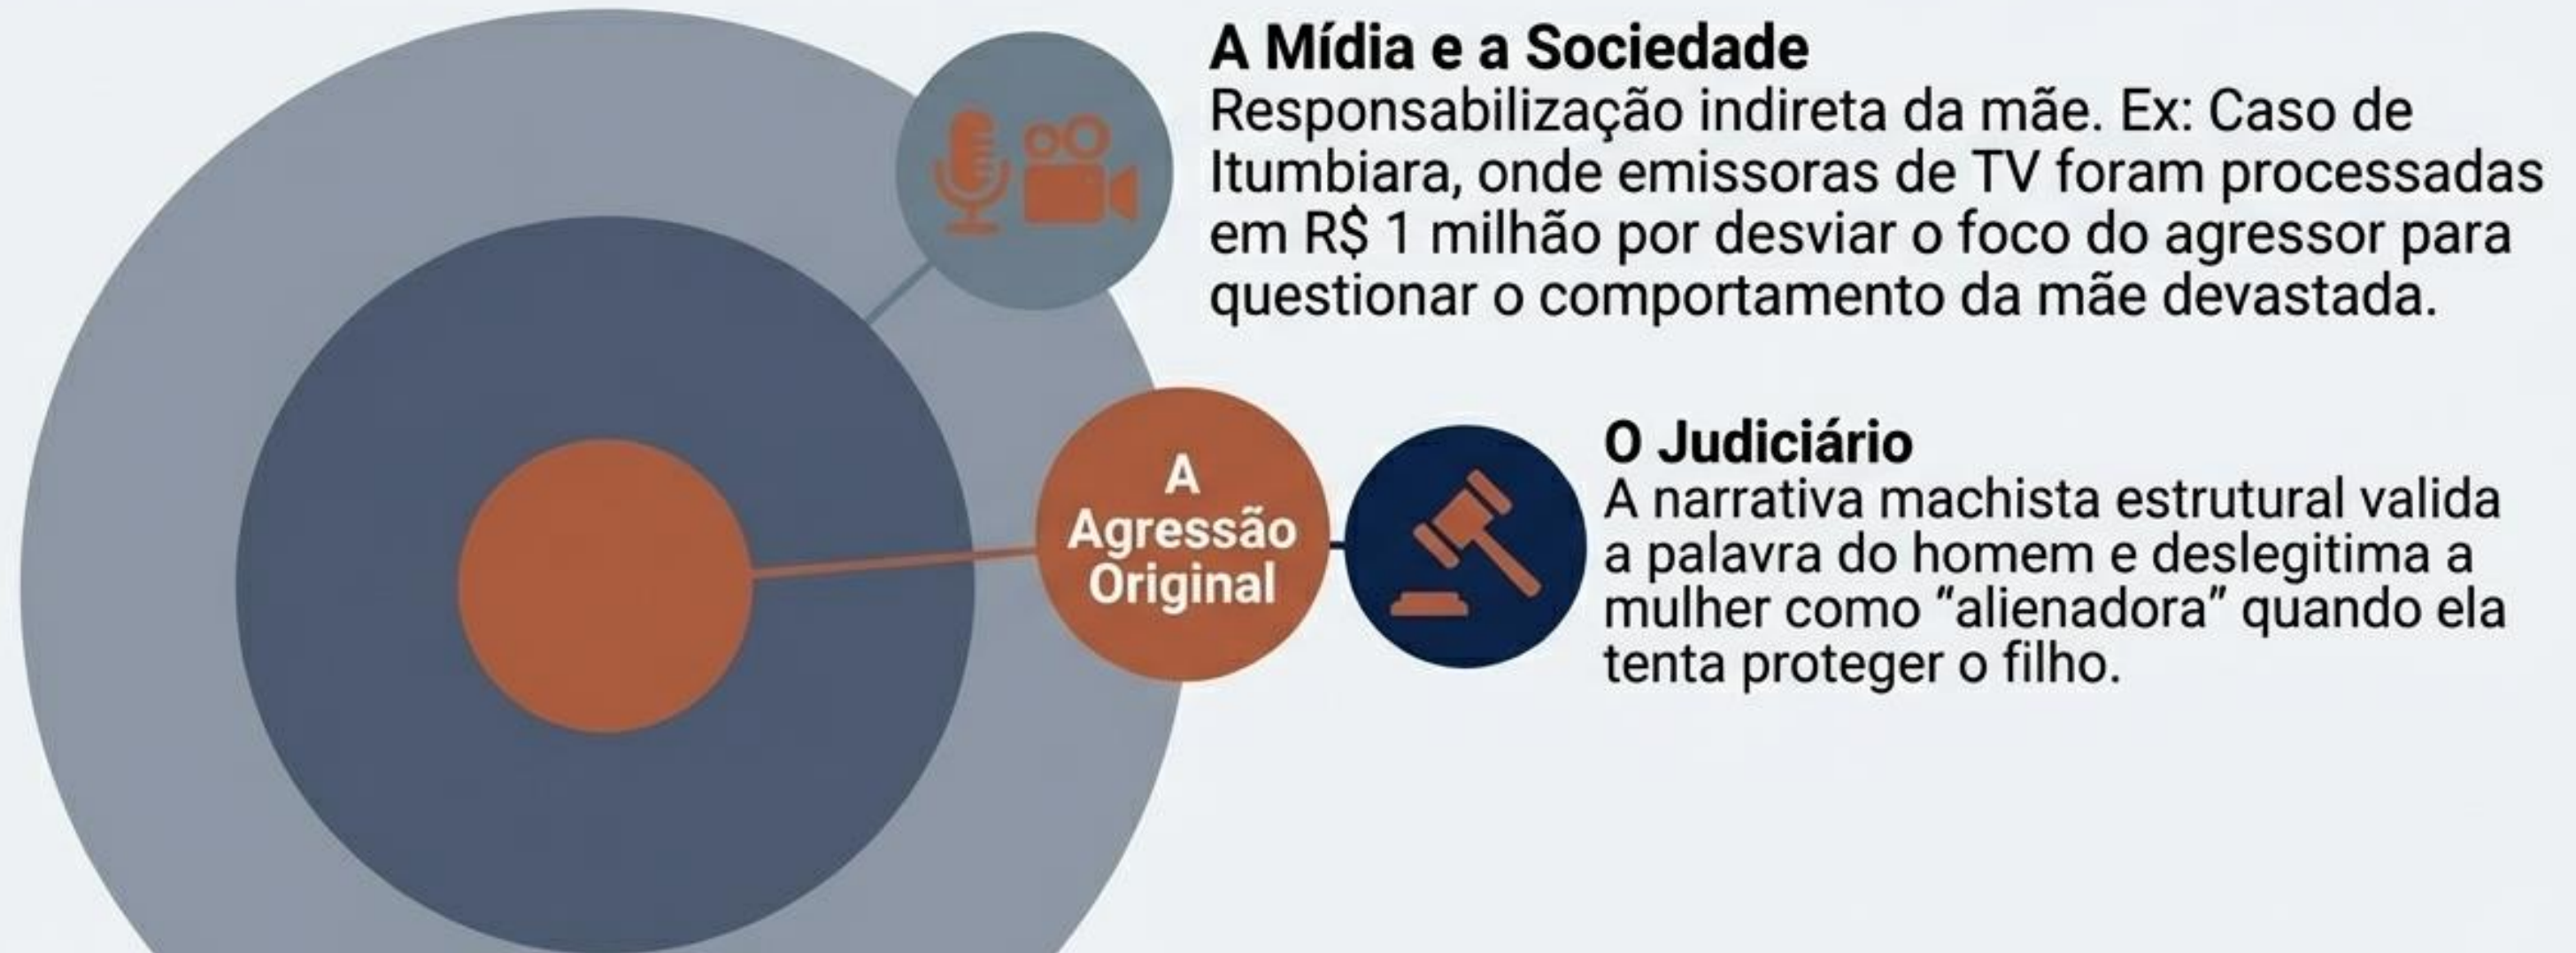 A Mídia e a Sociedade
Responsabilização indireta da mãe. Ex: Caso de
Itumbiara, onde emissoras de TV foram processadas
em R$ 1 milhão por desviar o foco do agressor para
questionar o comportamento da mãe devastada.
A
Agressão
Original
O Judiciário
A narrativa machista estrutural valida
a palavra do homem e deslegitima a
mulher como “alienadora” quando ela
tenta proteger o filho.